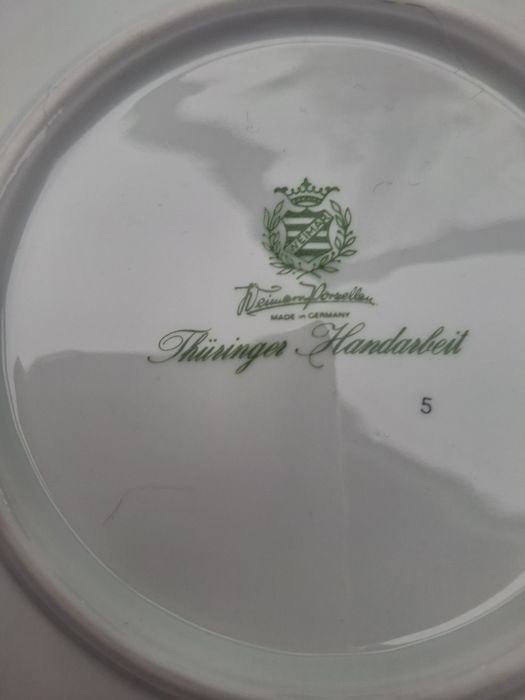 WEIMAR
Weimar Porzellan
MADE IN GERMANY
Thüringer Handarbeit
5